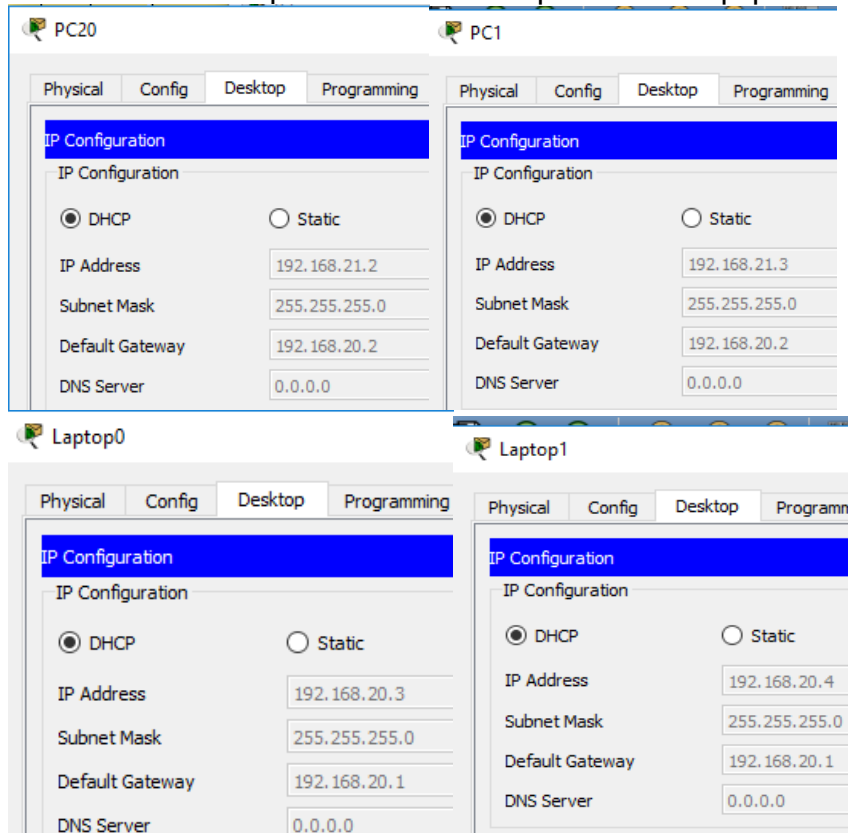 PC20
Physical Config Desktop Programming
IP Configuration
IP Configuration
DHCP Static
IP Address 192.168.21.2
Subnet Mask 255.255.255.0
Default Gateway 192.168.20.2
DNS Server 0.0.0.0
PC1
Physical Config Desktop Programming
IP Configuration
IP Configuration
DHCP Static
IP Address 192.168.21.3
Subnet Mask 255.255.255.0
Default Gateway 192.168.20.2
DNS Server 0.0.0.0
Laptop0
Physical Config Desktop Programming
IP Configuration
IP Configuration
DHCP Static
IP Address 192.168.20.3
Subnet Mask 255.255.255.0
Default Gateway 192.168.20.1
DNS Server 0.0.0.0
Laptop1
Physical Config Desktop Programm
IP Configuration
IP Configuration
DHCP Static
IP Address 192.168.20.4
Subnet Mask 255.255.255.0
Default Gateway 192.168.20.1
DNS Server 0.0.0.0